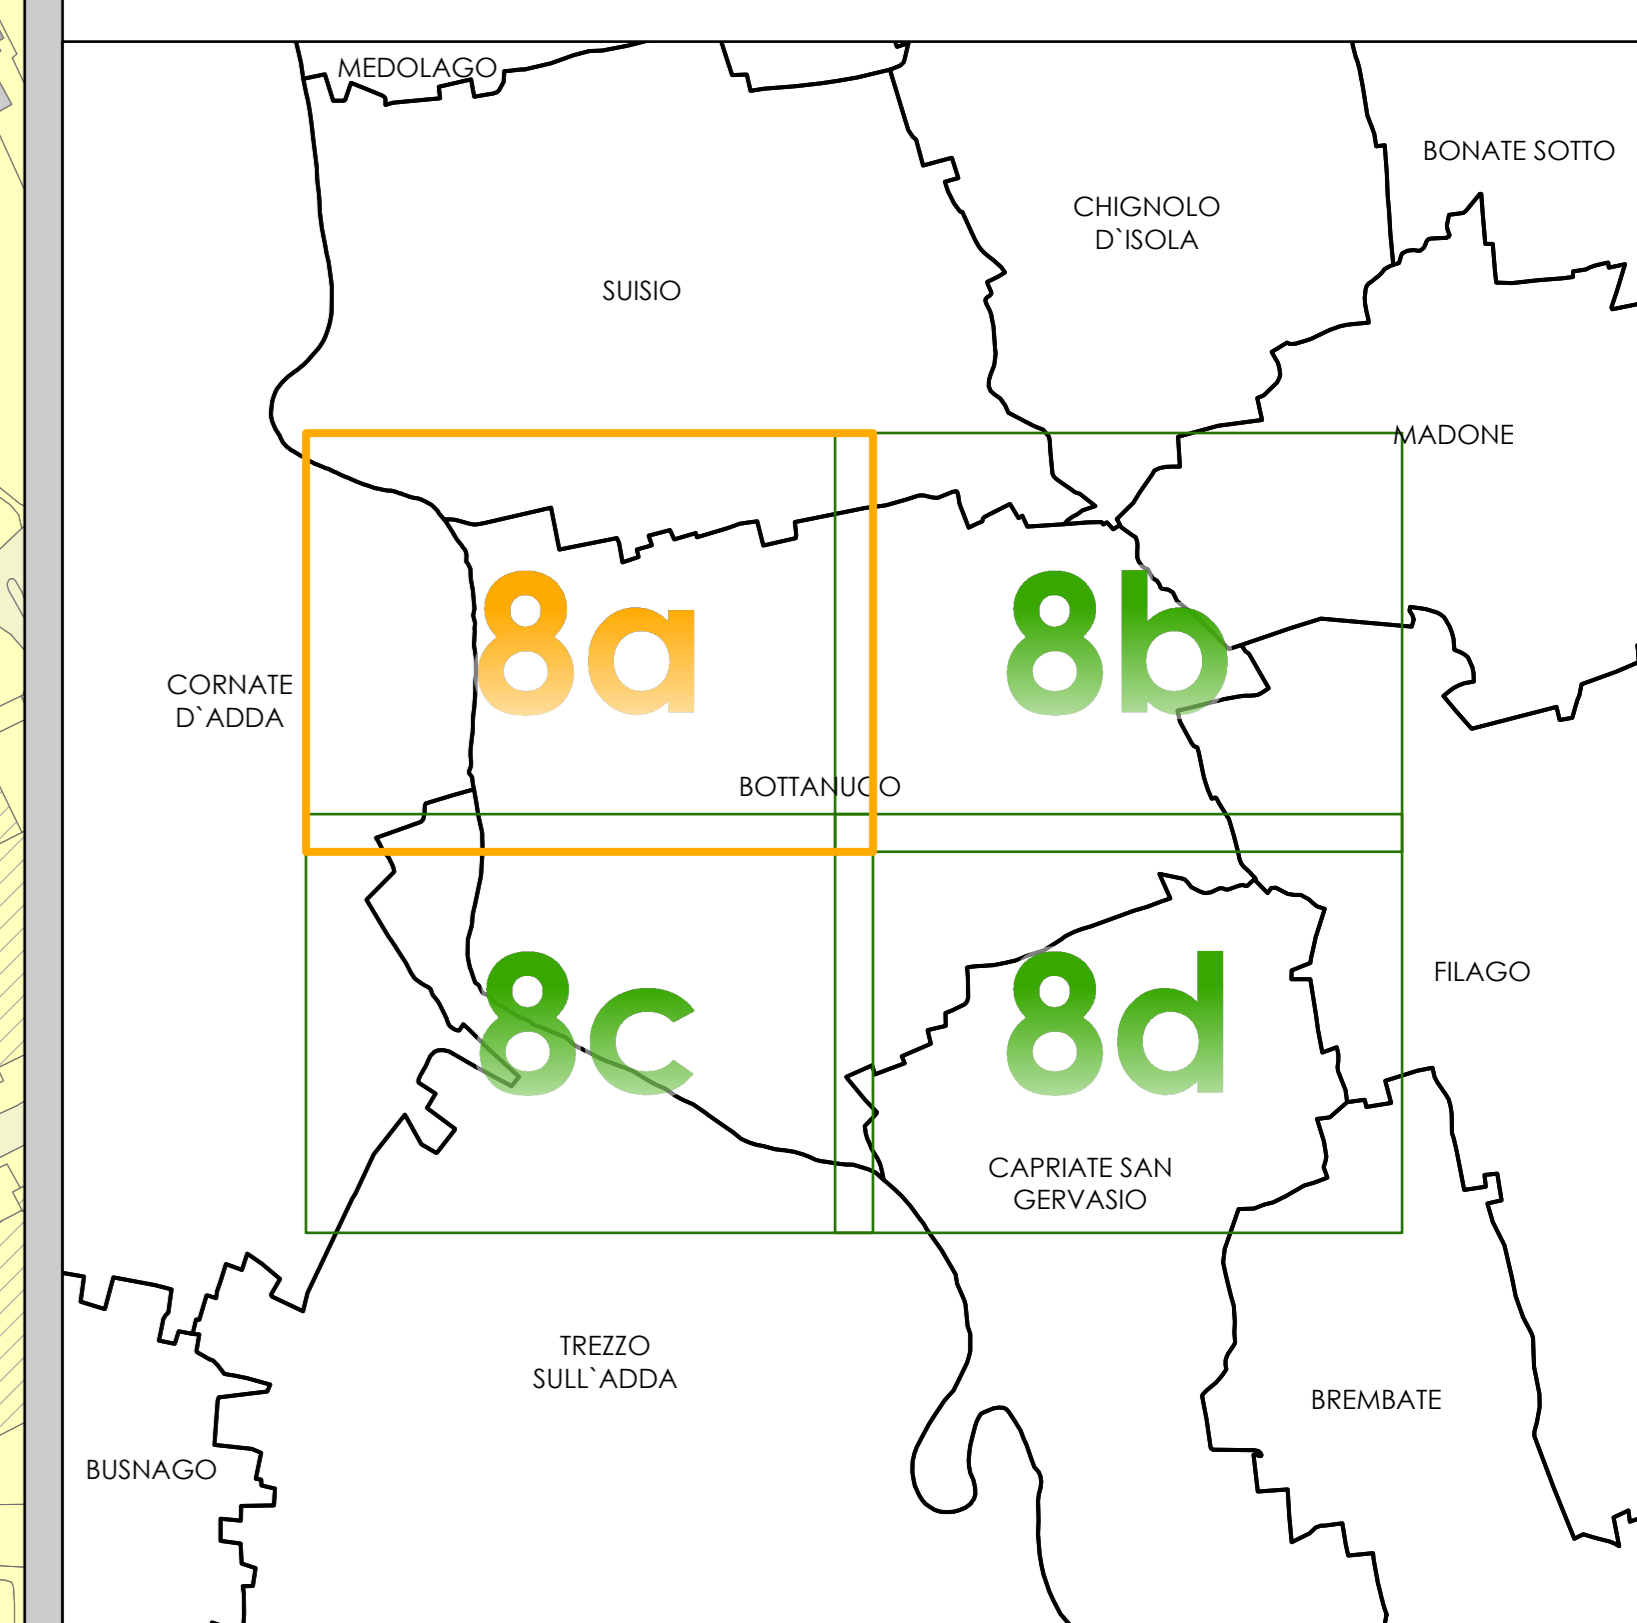 MEDOLAGO
BONATE SOTTO
CHIGNOLO
D`ISOLA
SUISIO
MADONE
8a
8b
CORNATE
D`ADDA
BOTTANUCO
FILAGO
8c
8d
CAPRIATE SAN
GERVASIO
TREZZO
SULL`ADDA
BREMBATE
BUSNAGO